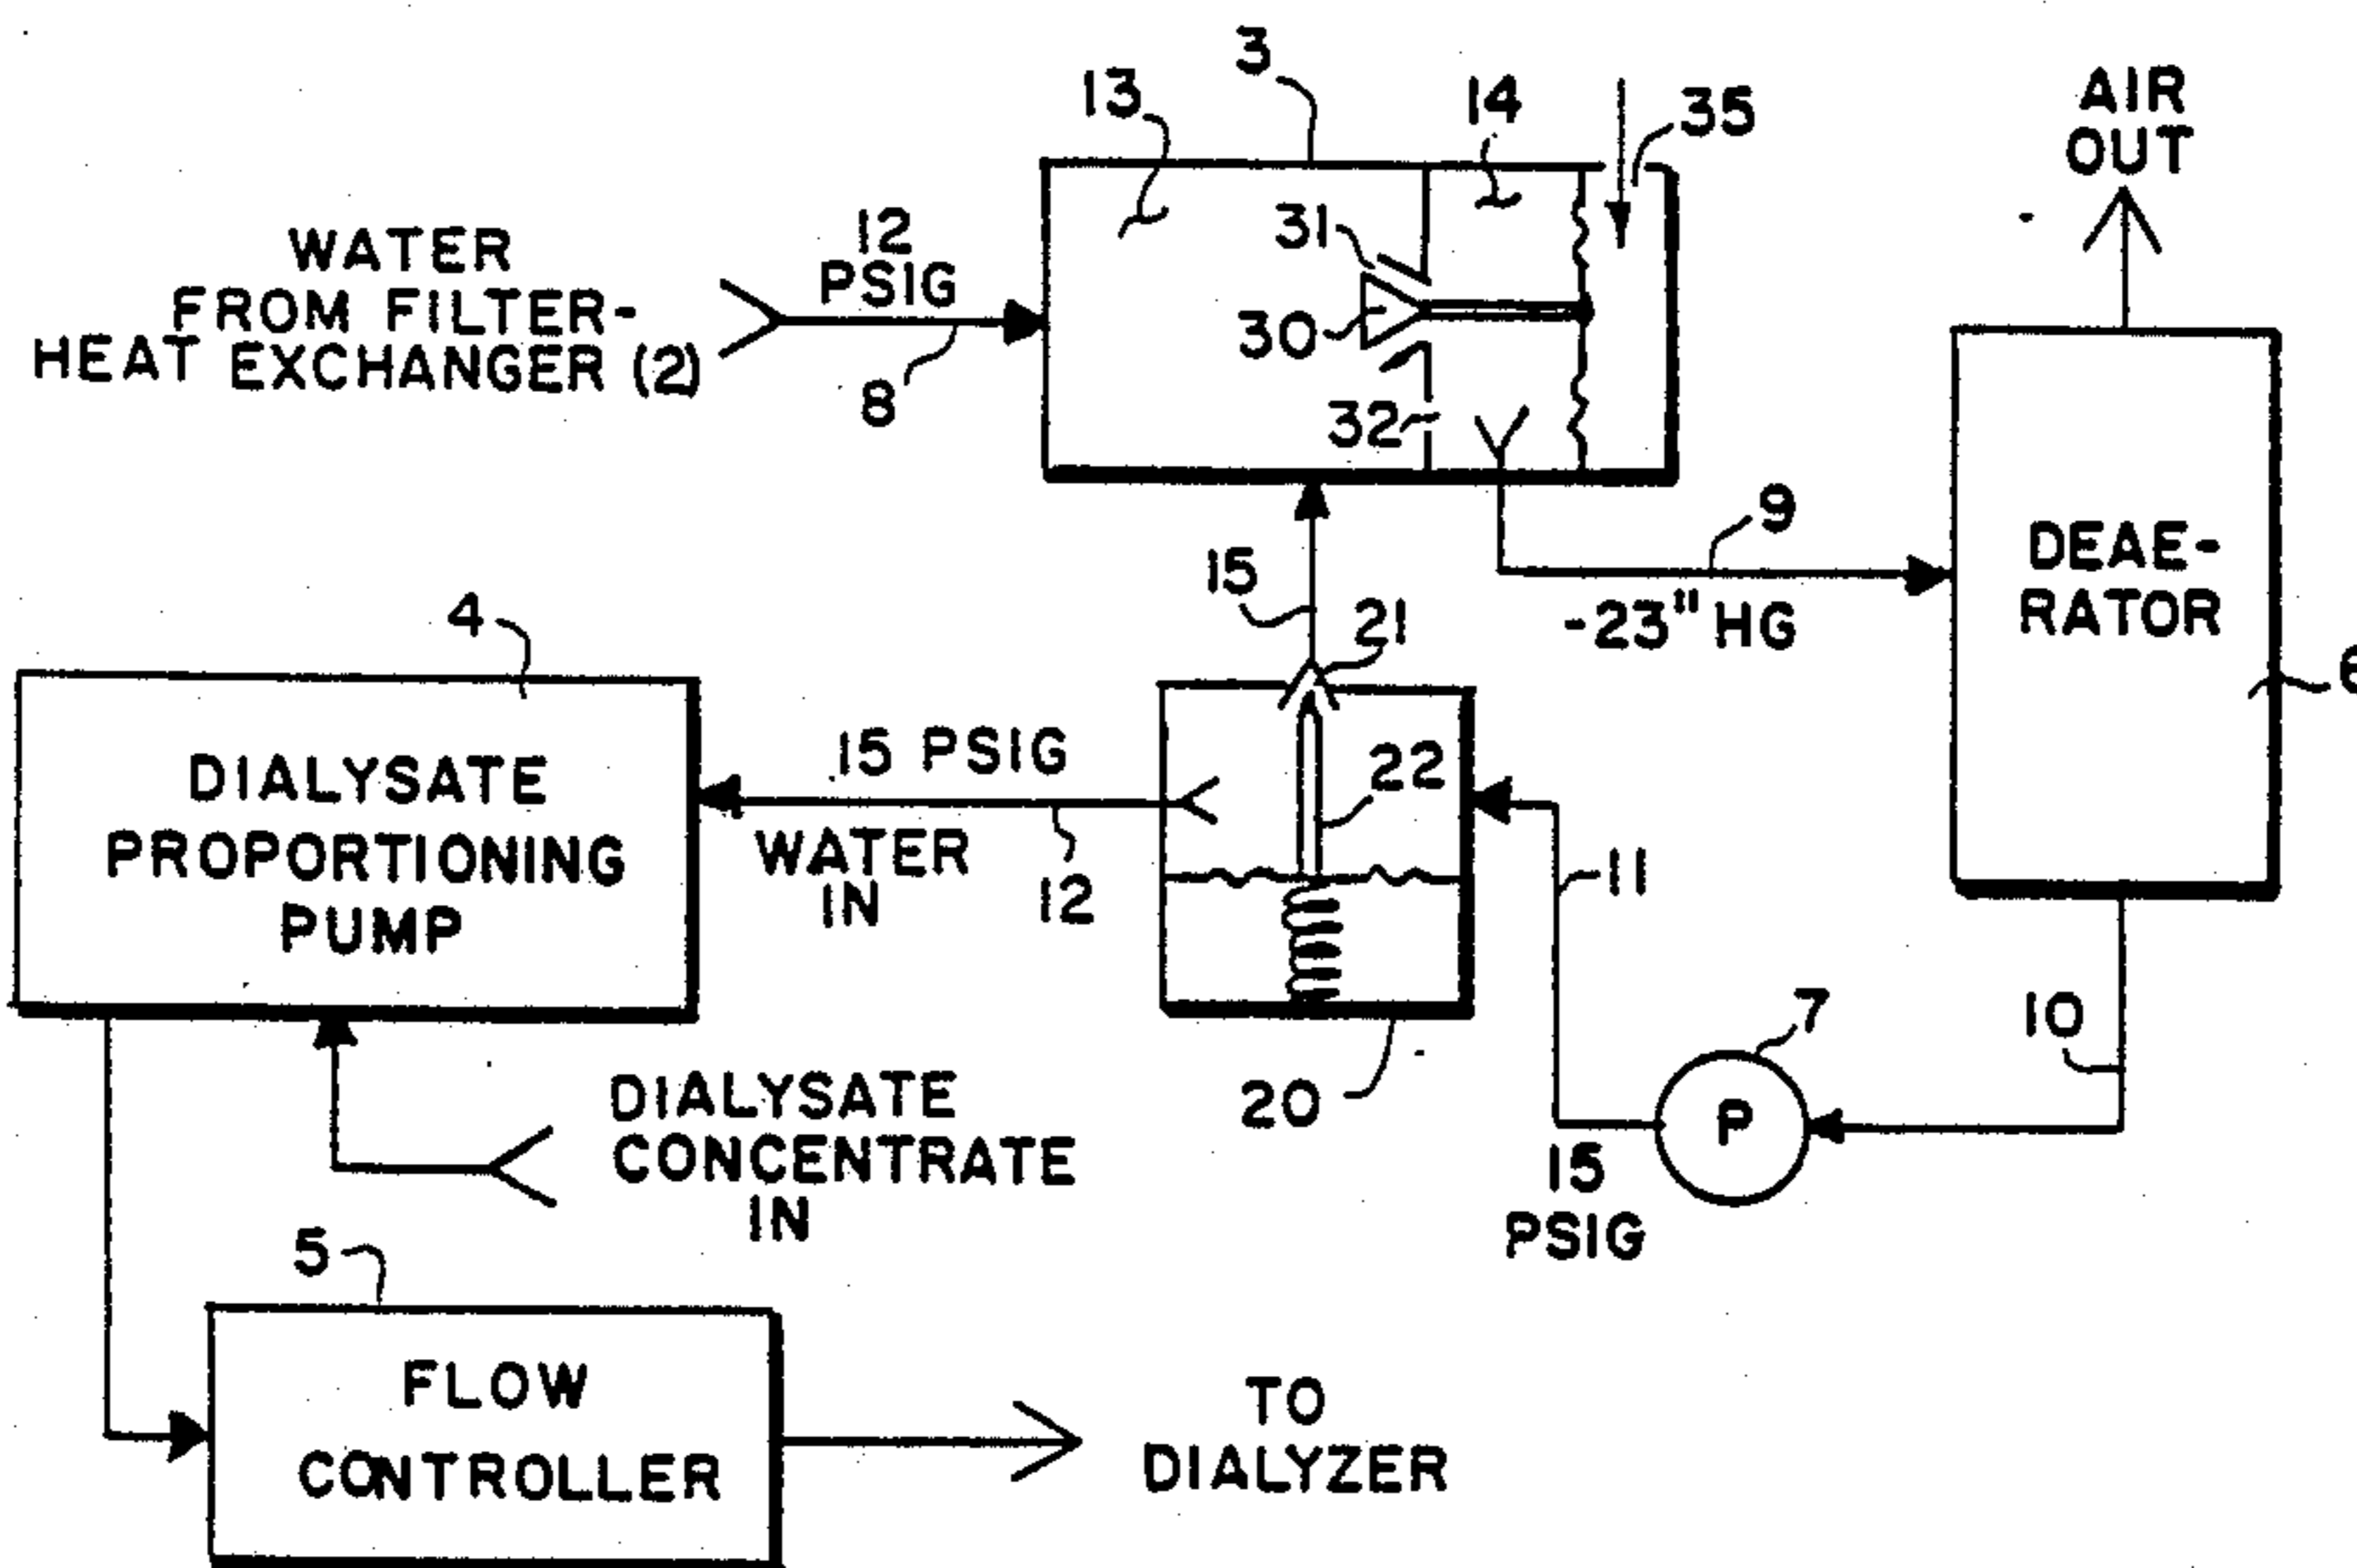 3
13
14
35
AIR
OUT
WATER
FROM FILTER-
HEAT EXCHANGER (2)
12
PSIG
8
31
30
32
9
-23" HG
DEAE-
RATOR
6
15
21
4
DIALYSATE
PROPORTIONING
PUMP
15 PSIG
WATER
IN
12
22
11
10
7
P
15
PSIG
20
DIALYSATE
CONCENTRATE
IN
5
FLOW
CONTROLLER
TO
DIALYZER